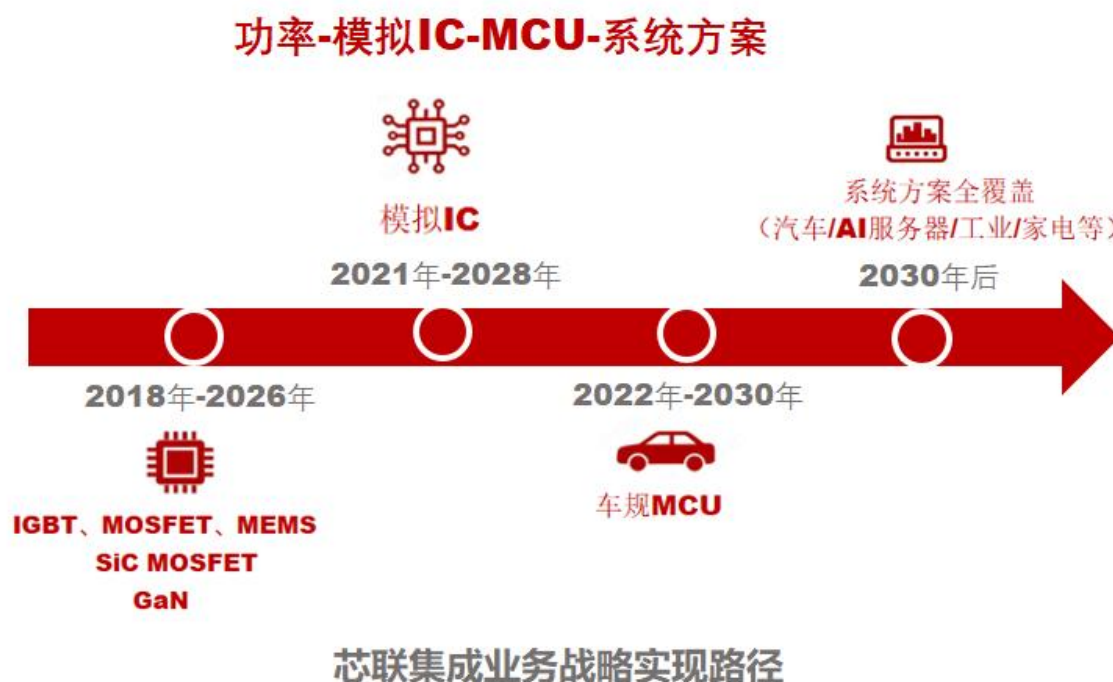 功率-模拟IC-MCU-系统方案
模拟IC
2021年-2028年
系统方案全覆盖
（汽车/AI服务器/工业/家电等）
2030年后
2018年-2026年
IGBT、MOSFET、MEMS
SiC MOSFET
GaN
2022年-2030年
车规MCU
芯联集成业务战略实现路径